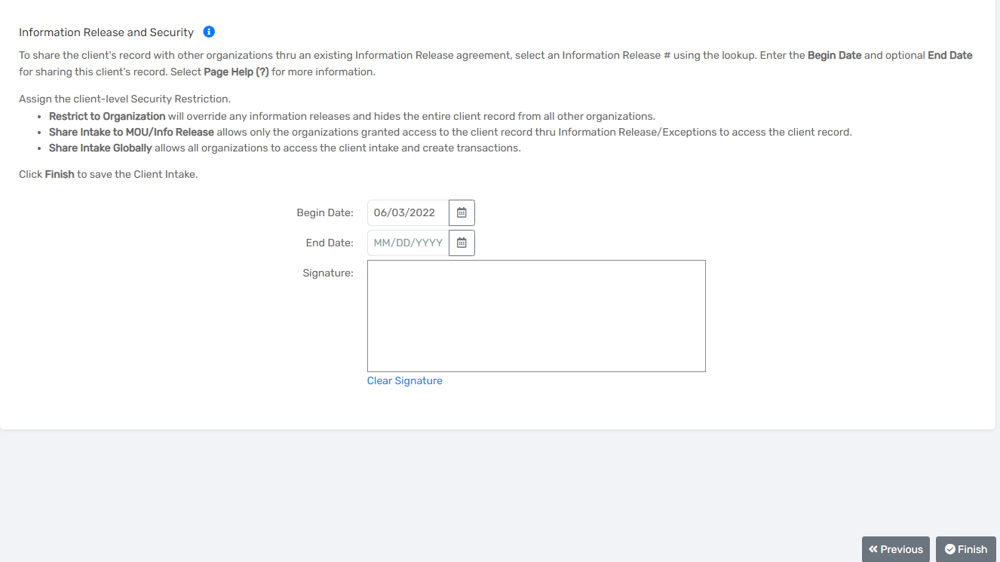 Information Release and Security
To share the client's record with other organizations thru an existing Information Release agreement, select an Information Release # using the lookup. Enter the Begin Date and optional End Date
for sharing this client's record. Select Page Help (?) for more information.
Assign the client-level Security Restriction.
• Restrict to Organization will override any information releases and hides the entire client record from all other organizations.
• Share Intake to MOU/Info Release allows only the organizations granted access to the client record thru Information Release/Exceptions to access the client record.
• Share Intake Globally allows all organizations to access the client intake and create transactions.
Click Finish to save the Client Intake.
Begin Date: 06/03/2022
End Date: MM/DD/YYYY
Signature:
Clear Signature
Previous Finish